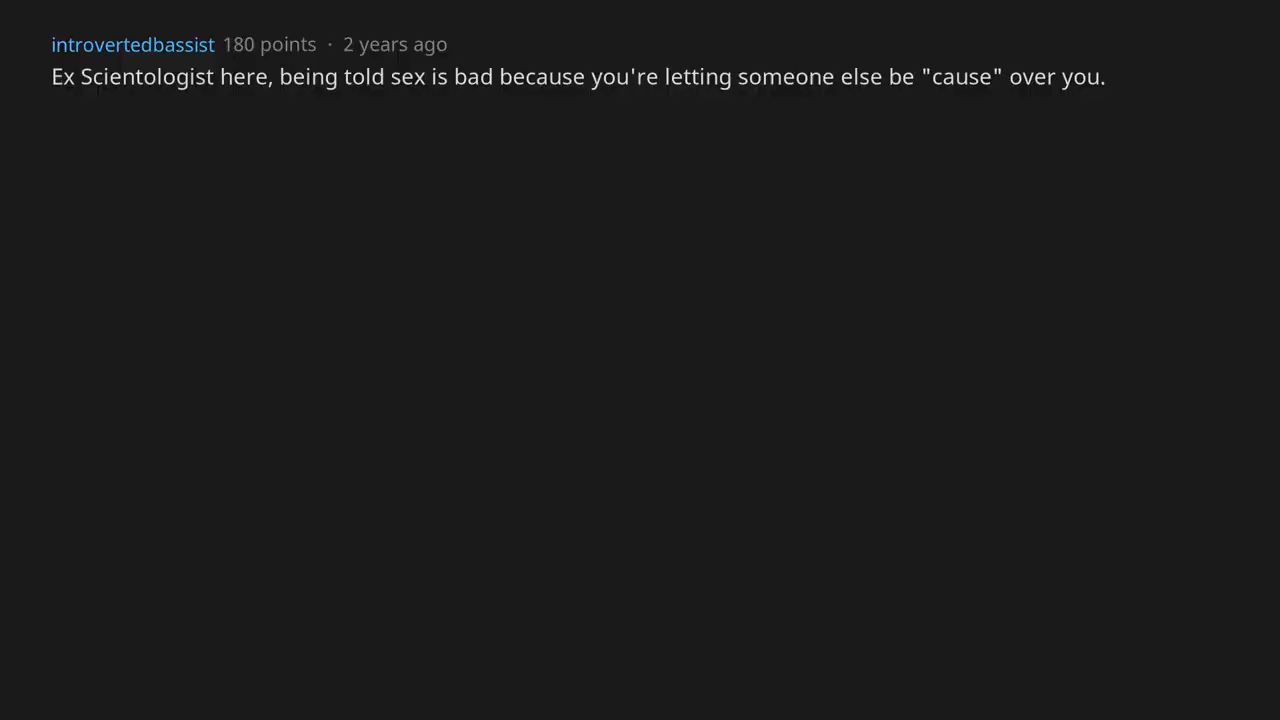 introvertedbassist 180 points · 2 years ago
Ex Scientologist here, being told sex is bad because you're letting someone else be "cause" over you.